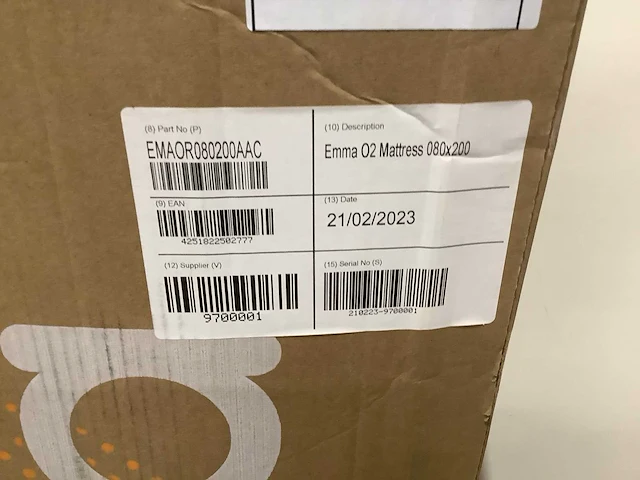 (8) Part No (P)
EMAOR080200AAC
(10) Description
Emma O2 Mattress 080x200
(9) EAN
4251822502777
(13) Date
21/02/2023
(12) Supplier (V)
9700001
(15) Serial No (S)
210223-9700001